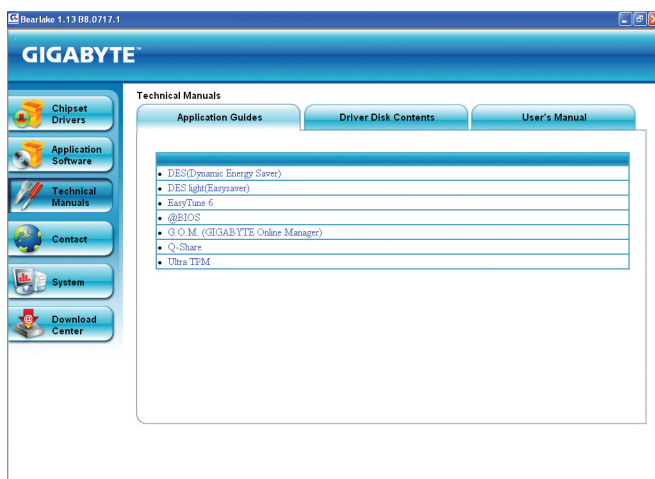 Bearlake 1.13 B8.0717.1
GIGABYTE™
Technical Manuals
Application Guides
Driver Disk Contents
User's Manual
Chipset
Drivers
Application
Software
Technical
Manuals
Contact
System
Download
Center
DES(Dynamic Energy Saver)
DES light(Easysaver)
EasyTune 6
@BIOS
G.O.M. (GIGABYTE Online Manager)
Q-Share
Ultra TPM